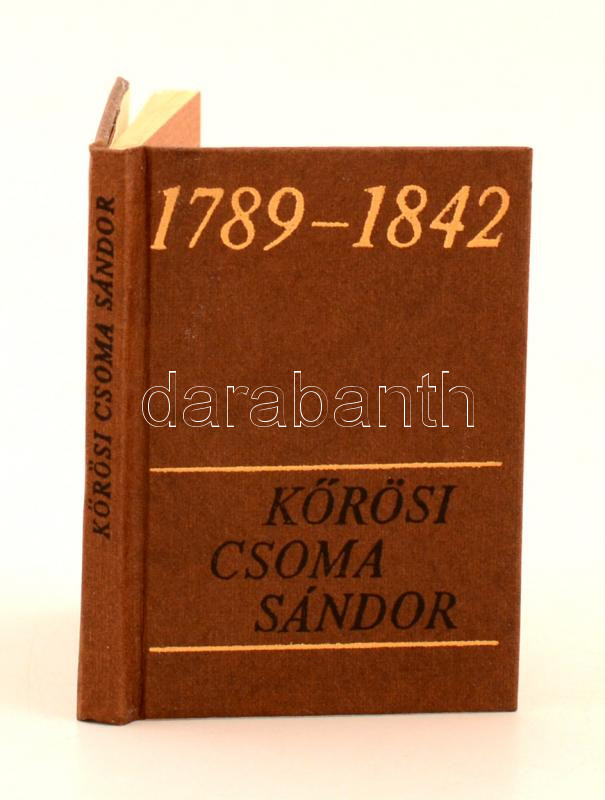 KŐRÖSI CSOMA SÁNDOR
1789–1842
darabanth
KŐRÖSI
CSOMA
SÁNDOR